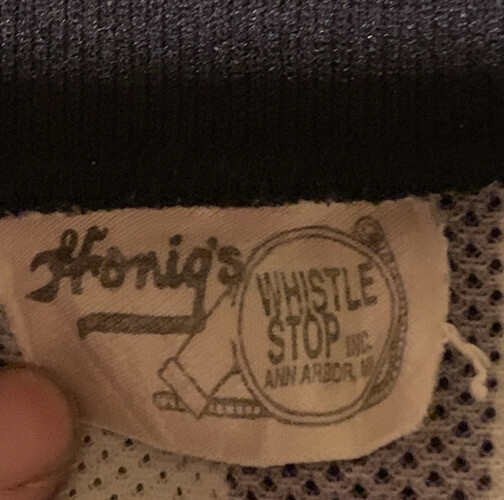 Honig's
WHISTLE
STOP INC.
ANN ARBOR, MI